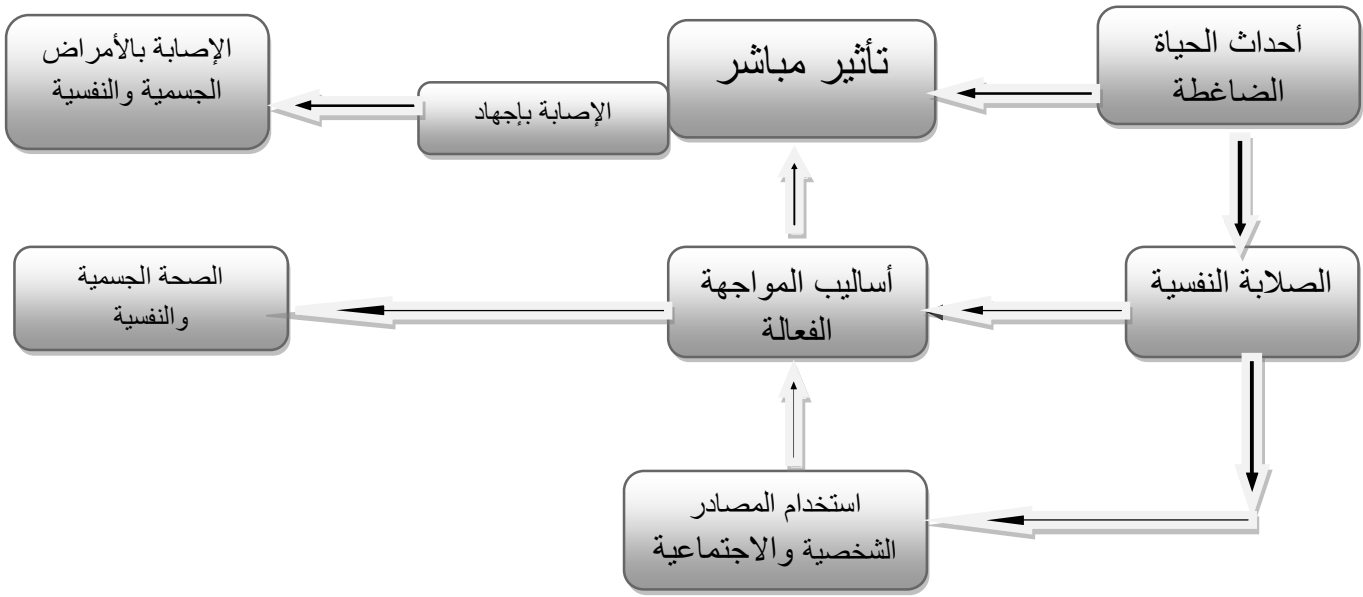 أحداث الحياة
الضاغطة
تأثير مباشر
الإصابة بإجهاد
الإصابة بالأمراض
الجسمية والنفسية
الصلابة النفسية
أساليب المواجهة
الفعالة
الصحة الجسمية
والنفسية
استخدام المصادر
الشخصية والاجتماعية